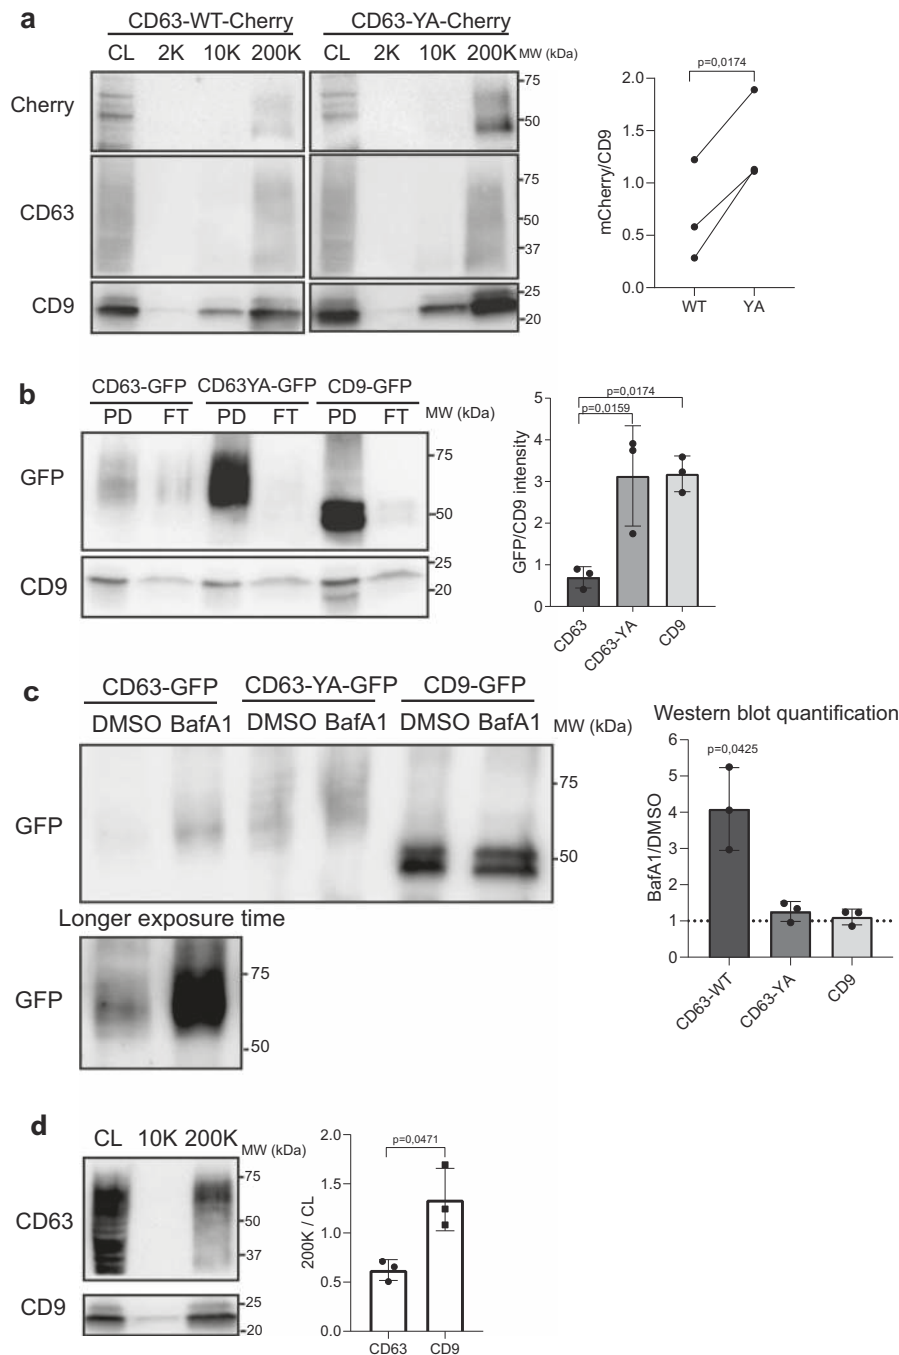 a
CD63-WT-Cherry CD63-YA-Cherry
CL 2K 10K 200K CL 2K 10K 200K MW (kDa)
Cherry
75
50
CD63
75
50
37
CD9
25
20
p=0,0174
mCherry/CD9
2.0
1.5
1.0
0.5
0.0
WT YA
b
CD63-GFP CD63YA-GFP CD9-GFP
PD FT PD FT PD FT MW (kDa)
GFP
75
50
CD9
25
20
p=0,0174
p=0,0159
GFP/CD9 intensity
5
4
3
2
1
0
CD63 CD63-YA CD9
c
CD63-GFP CD63-YA-GFP CD9-GFP
DMSO BafA1 DMSO BafA1 DMSO BafA1 MW (kDa)
GFP
75
50
Longer exposure time
GFP
75
50
Western blot quantification
p=0,0425
BafA1/DMSO
6
5
4
3
2
1
0
CD63-WT CD63-YA CD9
d
CL 10K 200K MW (kDa)
CD63
75
50
37
CD9
25
20
p=0,0471
200K / CL
2.0
1.5
1.0
0.5
0.0
CD63 CD9